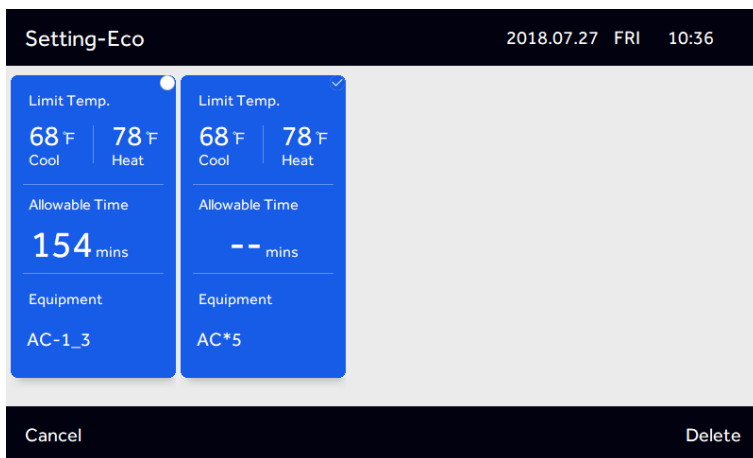 Setting-Eco 2018.07.27 FRI 10:36
Limit Temp.
68 °F 78 °F
Cool Heat
Allowable Time
154 mins
Equipment
AC-1_3
Limit Temp.
68 °F 78 °F
Cool Heat
Allowable Time
-- mins
Equipment
AC*5
Cancel Delete